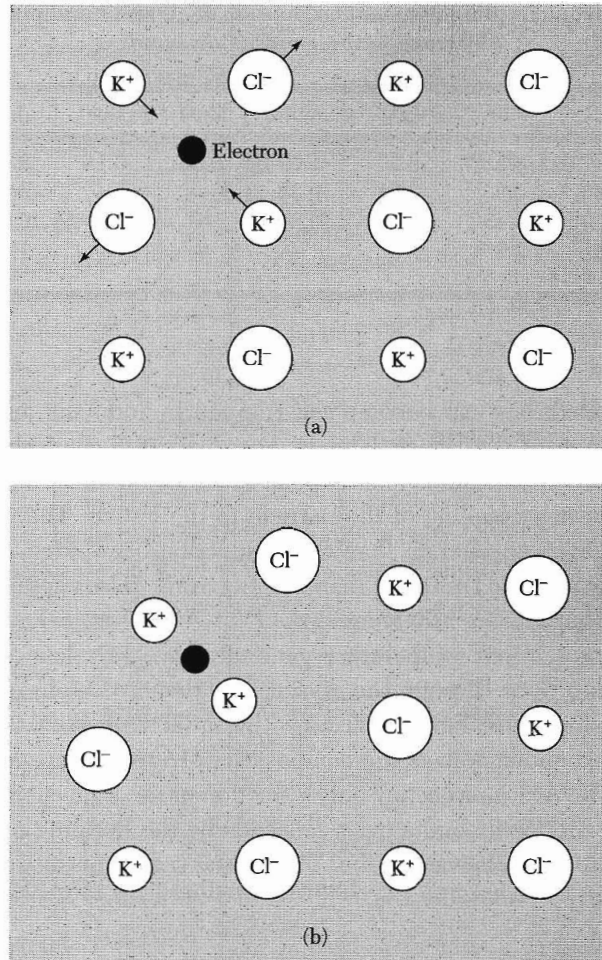 K⁺ Cl⁻ K⁺ Cl⁻
Electron
Cl⁻ K⁺ Cl⁻ K⁺
K⁺ Cl⁻ K⁺ Cl⁻
(a)
Cl⁻ K⁺ Cl⁻
K⁺
K⁺ Cl⁻ K⁺
Cl⁻
K⁺ Cl⁻ K⁺ Cl⁻
(b)